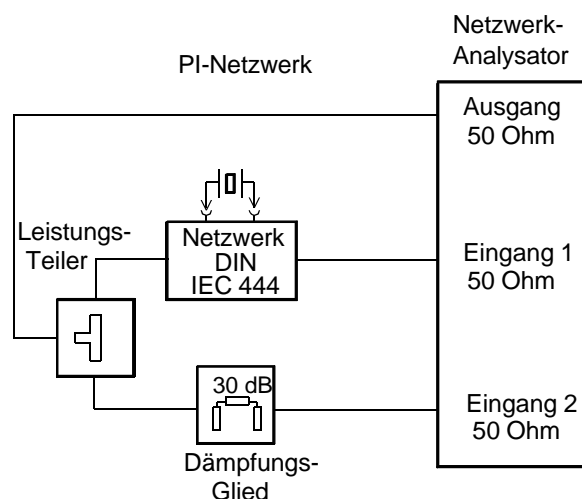 Netzwerk-
Analysator
PI-Netzwerk
Ausgang
50 Ohm
Leistungs-
Teiler
Netzwerk
DIN
IEC 444
Eingang 1
50 Ohm
30 dB
Eingang 2
50 Ohm
Dämpfungs-
Glied